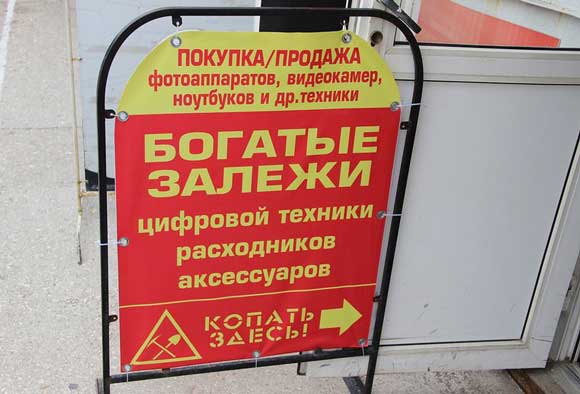 ПОКУПКА/ПРОДАЖА
фотоаппаратов, видеокамер,
ноутбуков и др.техники
БОГАТЫЕ
ЗАЛЕЖИ
цифровой техники
расходников
аксессуаров
КОПАТЬ
ЗДЕСЬ!